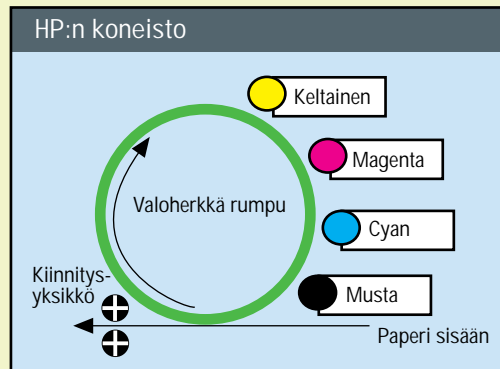 HP:n koneisto
Keltainen
Magenta
Valoherkkä rumpu
Cyan
Kiinnitys-
yksikkö
Musta
Paperi sisään